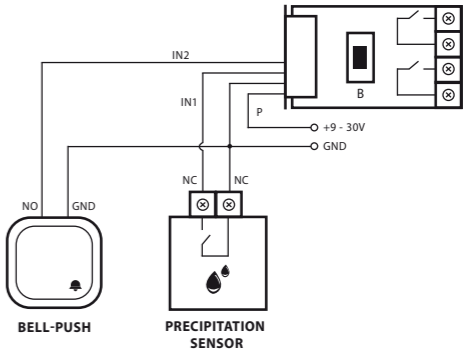 IN2
IN1
P
B
+9 - 30V
GND
NC NC
NO GND
BELL-PUSH
PRECIPITATION
SENSOR